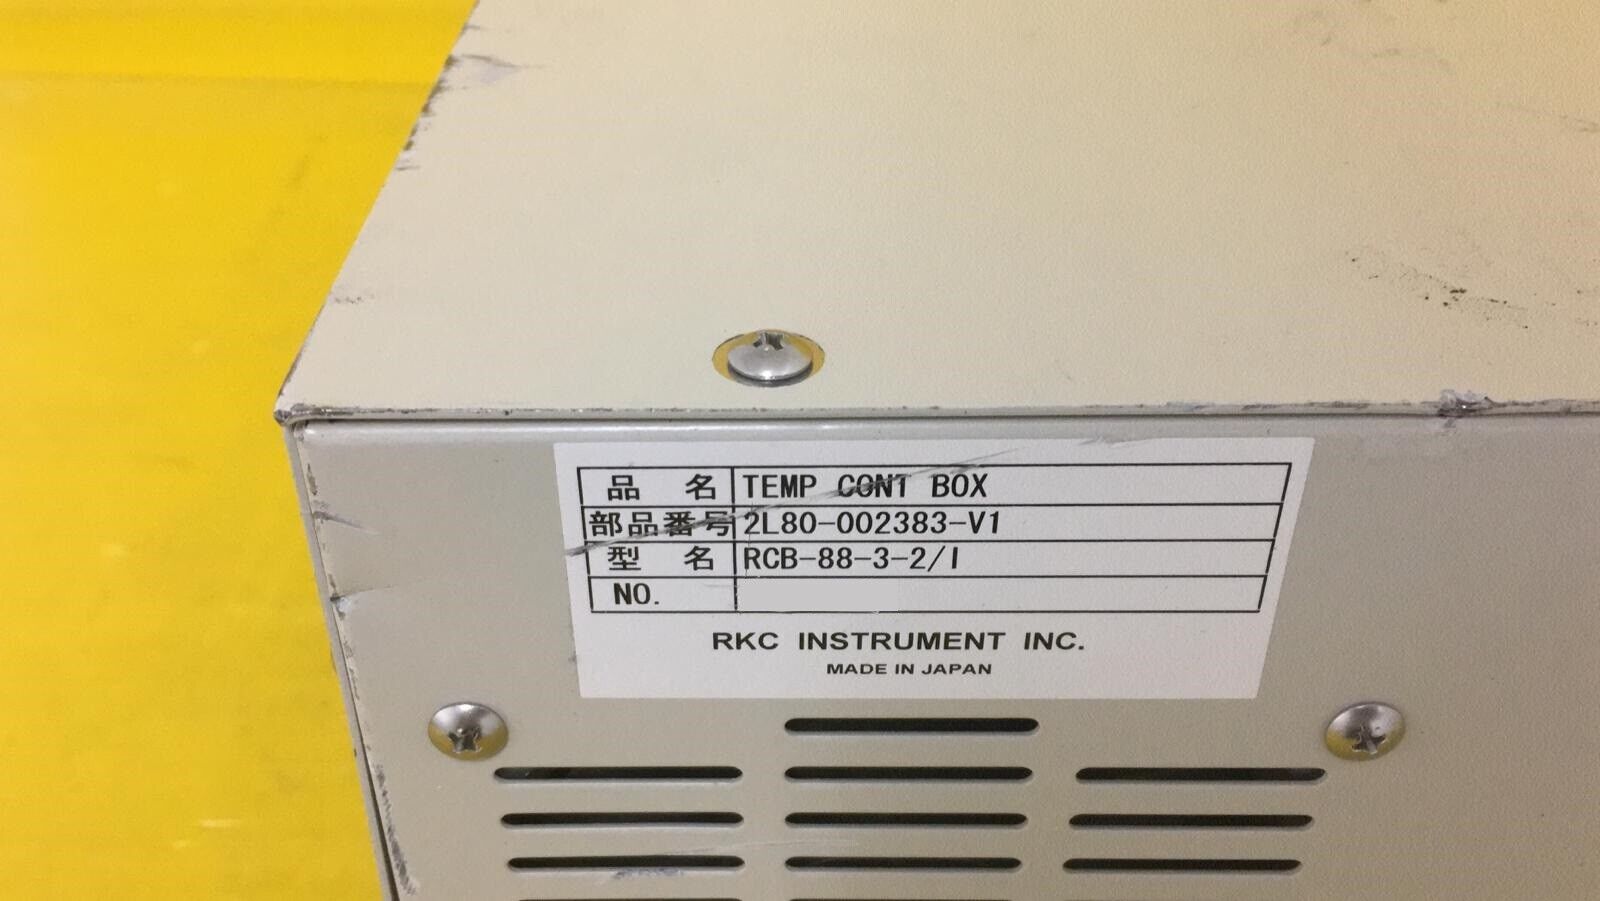 品 名 TEMP CONT BOX
部品番号 2L80-002383-V1
型 名 RCB-88-3-2/I
NO.
RKC INSTRUMENT INC.
MADE IN JAPAN